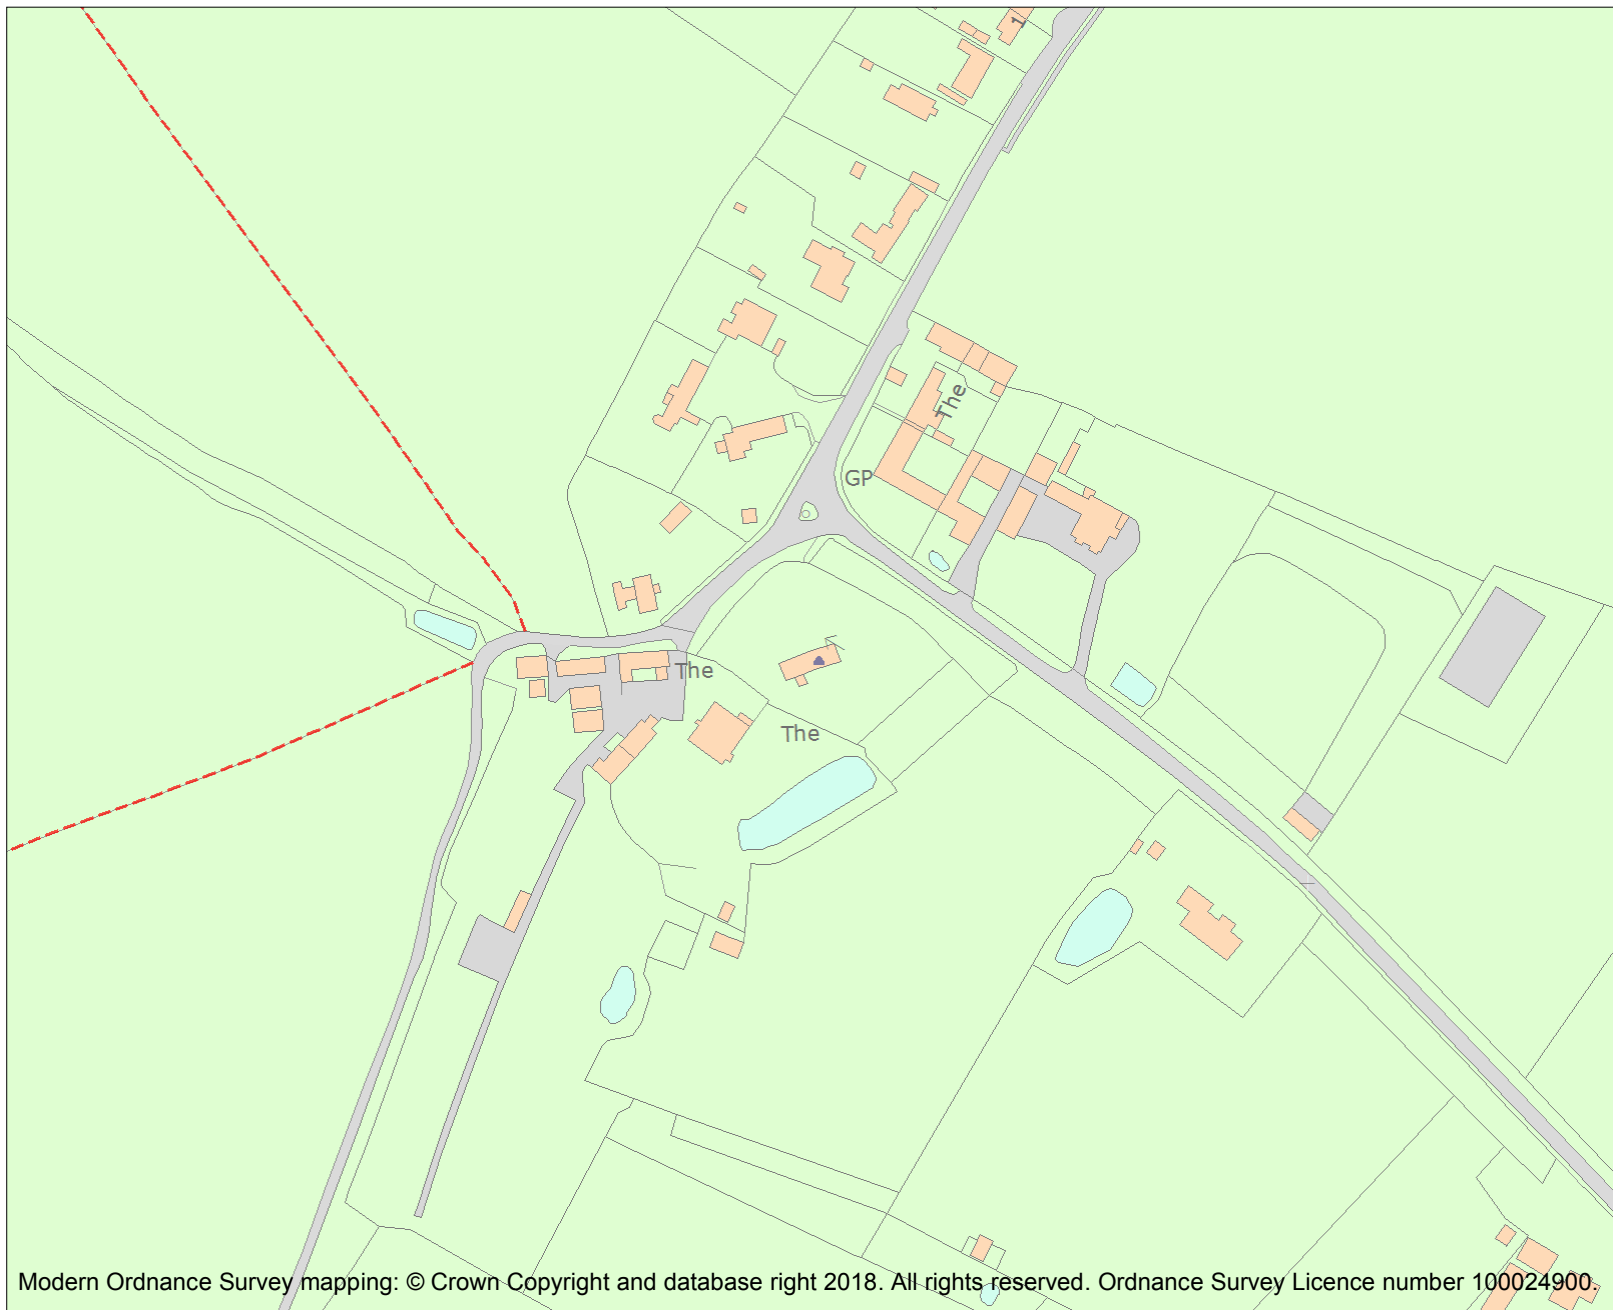 1
The
GP
The
The
Modern Ordnance Survey mapping: © Crown Copyright and database right 2018. All rights reserved. Ordnance Survey Licence number 100024900.